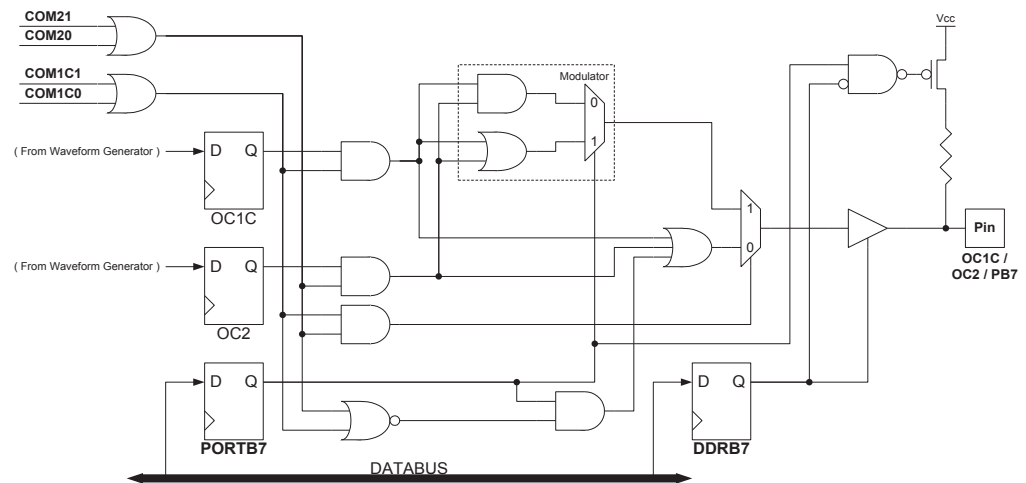 COM21
COM20
COM1C1
COM1C0
Vcc
Modulator
0
1
( From Waveform Generator )
D Q
OC1C
1
0
Pin
OC1C /
OC2 / PB7
( From Waveform Generator )
D Q
OC2
D Q
PORTB7
D Q
DDRB7
DATABUS